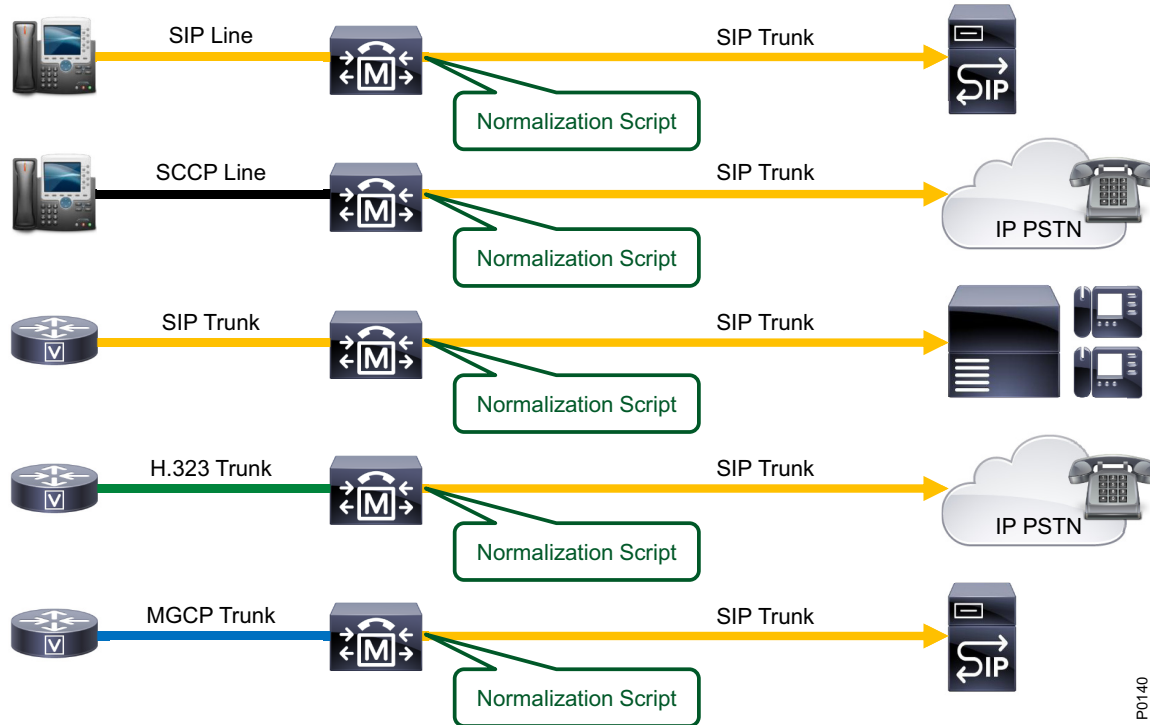 SIP Line
SIP Trunk
M
SIP
Normalization Script
SCCP Line
SIP Trunk
M
IP PSTN
Normalization Script
SIP Trunk
SIP Trunk
V
M
Normalization Script
H.323 Trunk
SIP Trunk
V
M
IP PSTN
Normalization Script
MGCP Trunk
SIP Trunk
V
M
SIP
Normalization Script
P0140